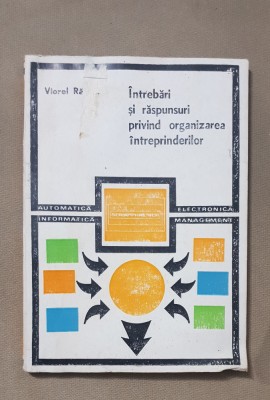 Viorel
Întrebări
și răspunsuri
privind organizarea
întreprinderilor
AUTOMATICA
ELECTRONICA
INFORMATICA
MANAGEMENT